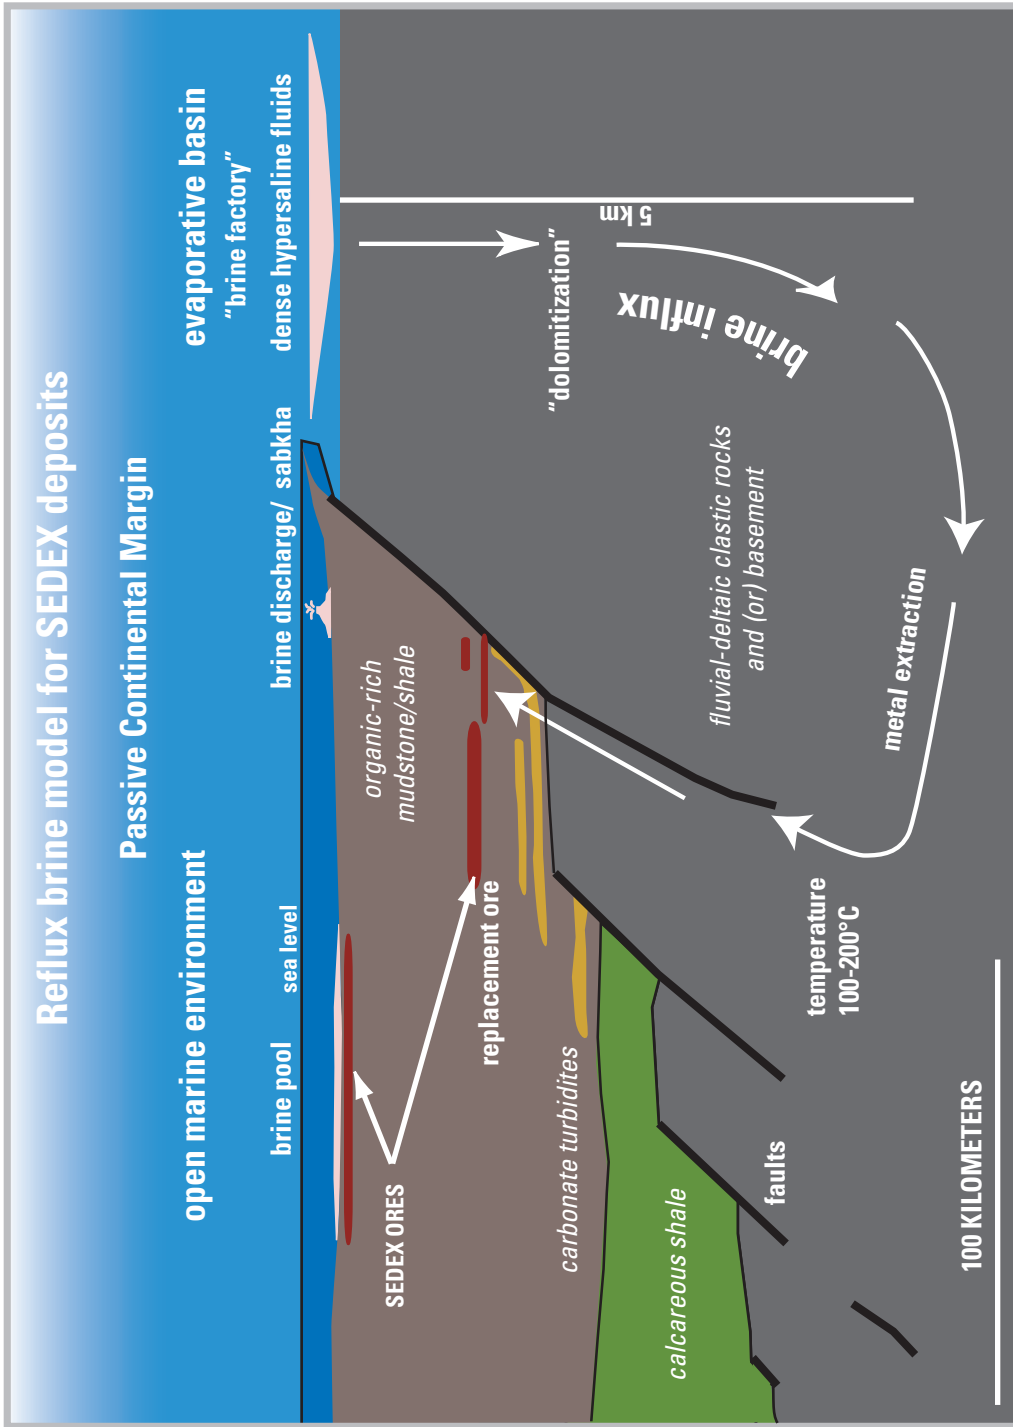 Reflux brine model for SEDEX deposits
Passive Continental Margin
open marine environment
evaporative basin
"brine factory"
brine pool
sea level
brine discharge/ sabkha
dense hypersaline fluids
organic-rich
mudstone/shale
SEDEX ORES
replacement ore
"dolomitization"
5 km
brine influx
carbonate turbidites
calcareous shale
fluvial-deltaic clastic rocks
and (or) basement
faults
temperature
100-200°C
metal extraction
100 KILOMETERS